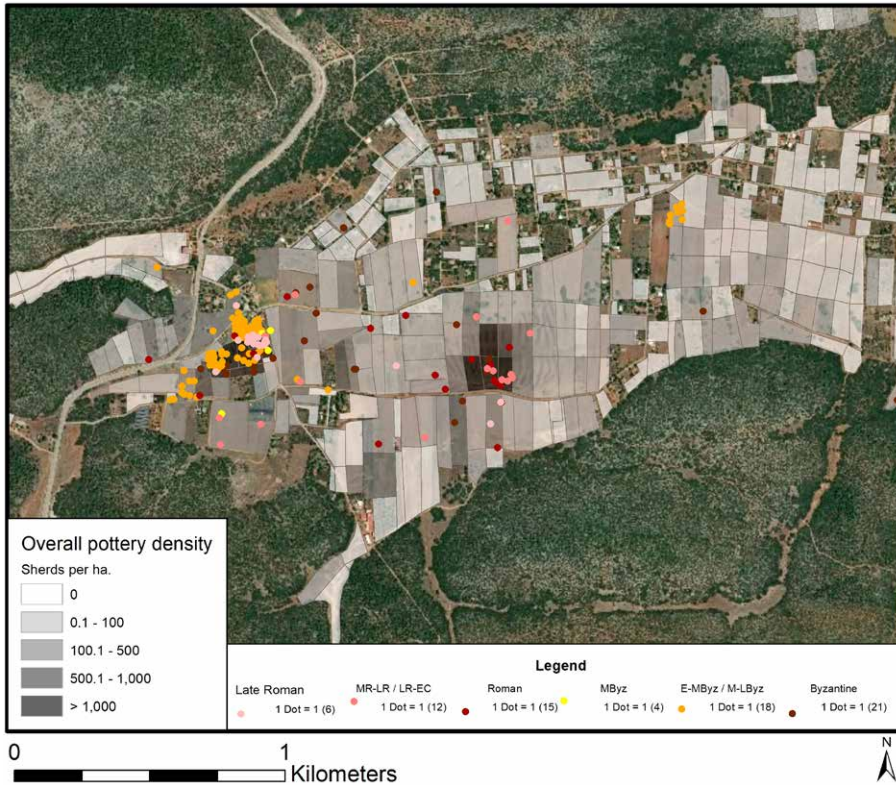 Overall pottery density
Sherds per ha.
0
0.1 - 100
100.1 - 500
500.1 - 1,000
> 1,000
Legend
Late Roman
1 Dot = 1 (6)
MR-LR / LR-EC
1 Dot = 1 (12)
Roman
1 Dot = 1 (15)
MByz
1 Dot = 1 (4)
E-MByz / M-LByz
1 Dot = 1 (18)
Byzantine
1 Dot = 1 (21)
0 1
Kilometers
N